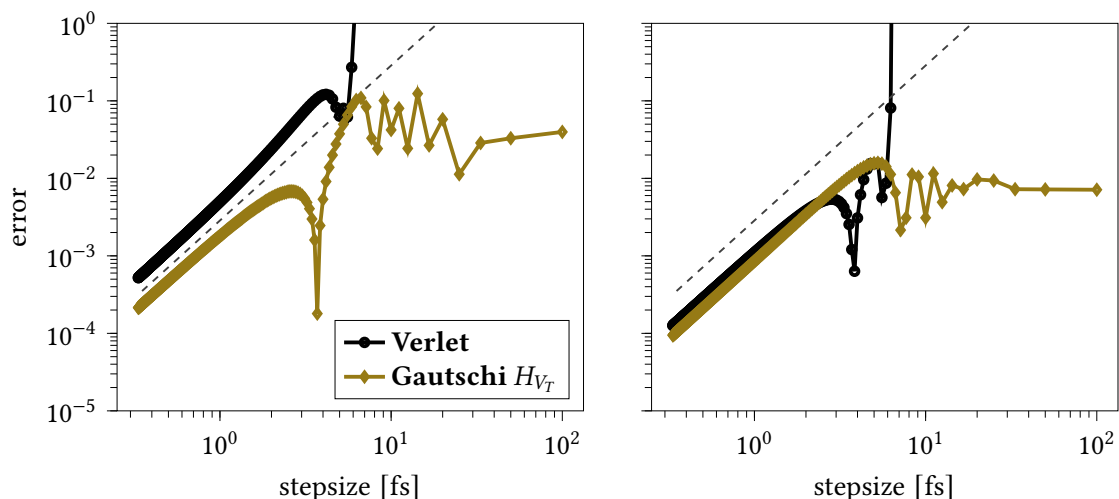 error
10^0
10^{-1}
10^{-2}
10^{-3}
10^{-4}
10^{-5}
Verlet
Gautschi H_{V_T}
10^0 10^1 10^2
stepsize [fs]
10^0 10^1 10^2
stepsize [fs]